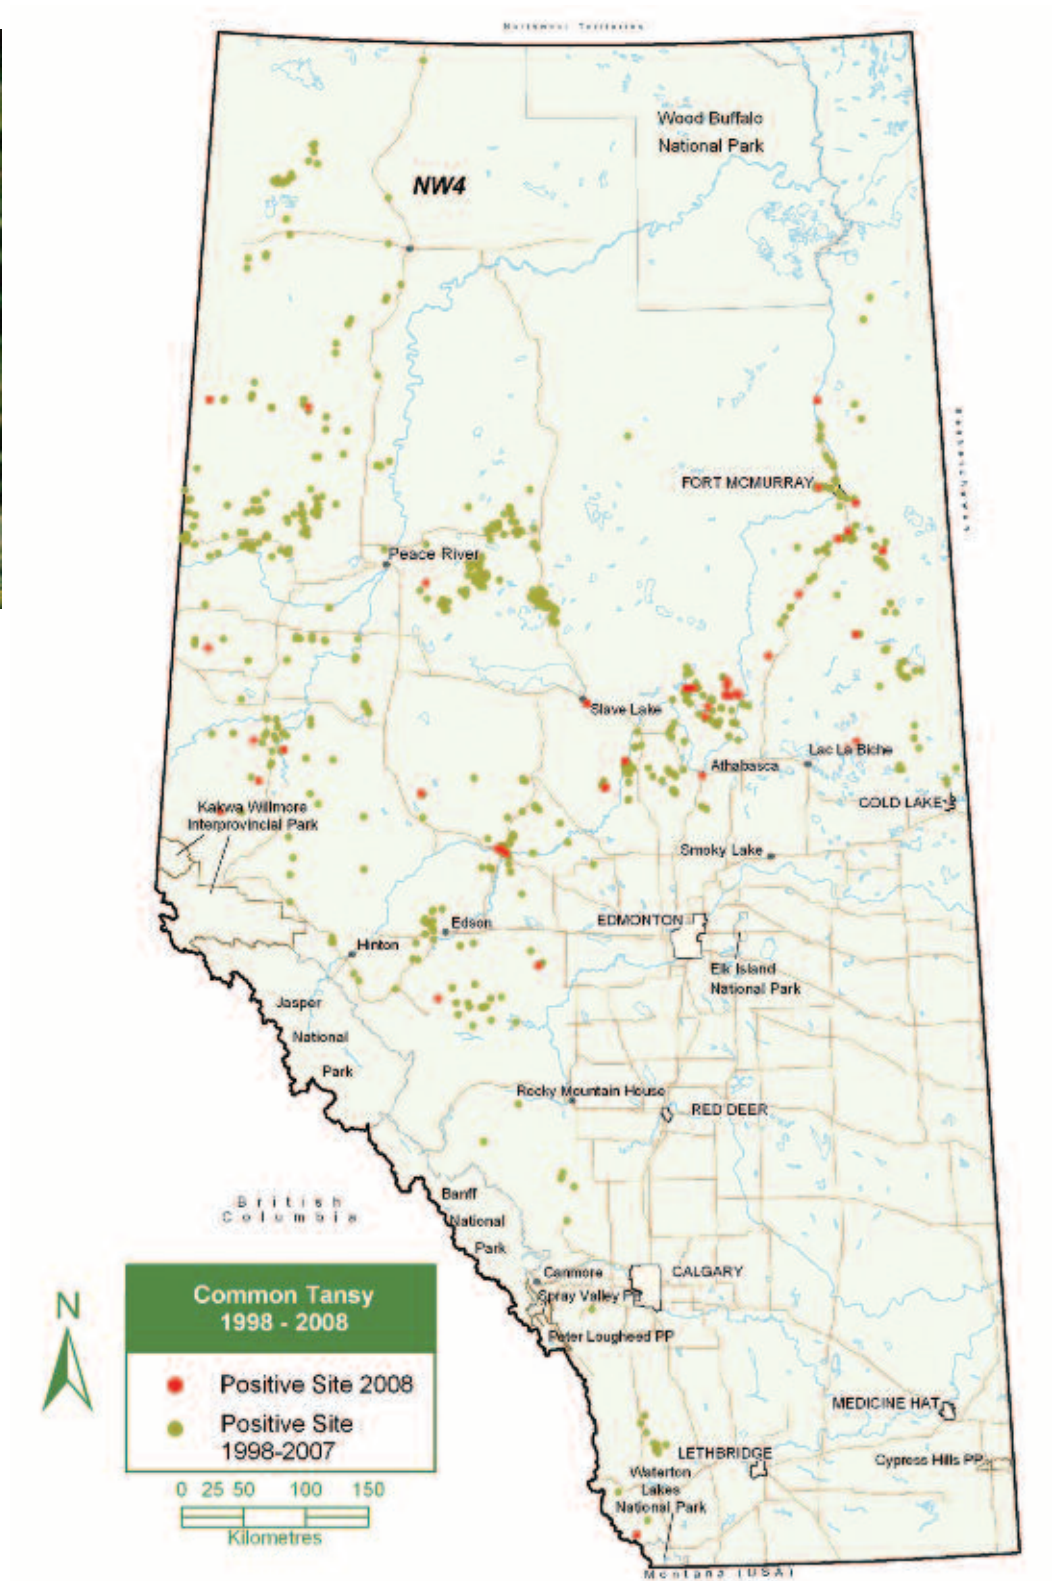 Northwest Territories
Wood Buffalo
National Park
NW4
FORT MCMURRAY
Peace River
Slave Lake
Lac La Biche
Athabasca
COLD LAKE
Kakwa Willmore
Interprovincial Park
Smoky Lake
EDMONTON
Edson
Hinton
Elk Island
National Park
Jasper
National
Park
Rocky Mountain House
RED DEER
British
Columbia
Banff
National
Park
Canmore
CALGARY
Spray Valley PP
Peter Lougheed PP
MEDICINE HAT
LETHBRIDGE
Cypress Hills PP
Waterton
Lakes
National Park
Montana (USA)
N
Common Tansy
1998 - 2008
Positive Site 2008
Positive Site
1998-2007
0 25 50 100 150
Kilometres